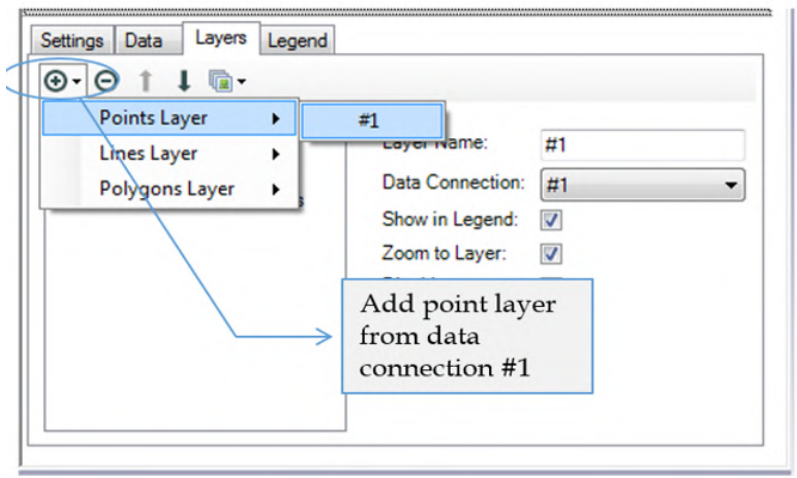 Settings Data Layers Legend
Points Layer #1
Lines Layer
Polygons Layer
Layer Name: #1
Data Connection: #1
Show in Legend:
Zoom to Layer:
Add point layer
from data
connection #1